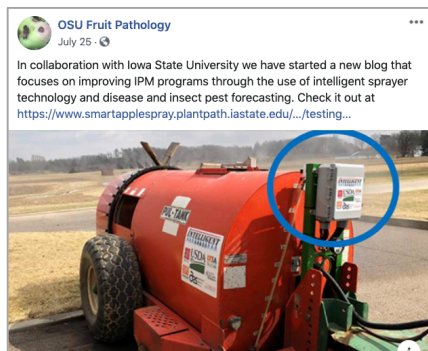 OSU Fruit Pathology
July 25 ·
In collaboration with Iowa State University we have started a new blog that
focuses on improving IPM programs through the use of intelligent sprayer
technology and disease and insect pest forecasting. Check it out at
https://www.smartapplespray.plantpath.iastate.edu/.../testing...
INTELLIGENT
USDA
INTELLIGENT
USDA